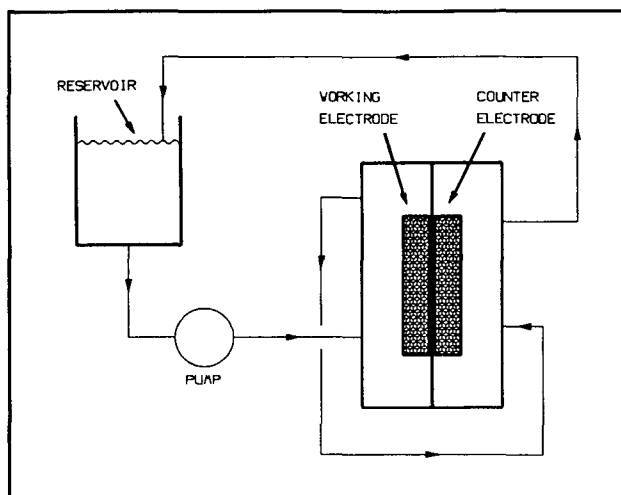 RESERVOIR
WORKING
ELECTRODE
COUNTER
ELECTRODE
PUMP